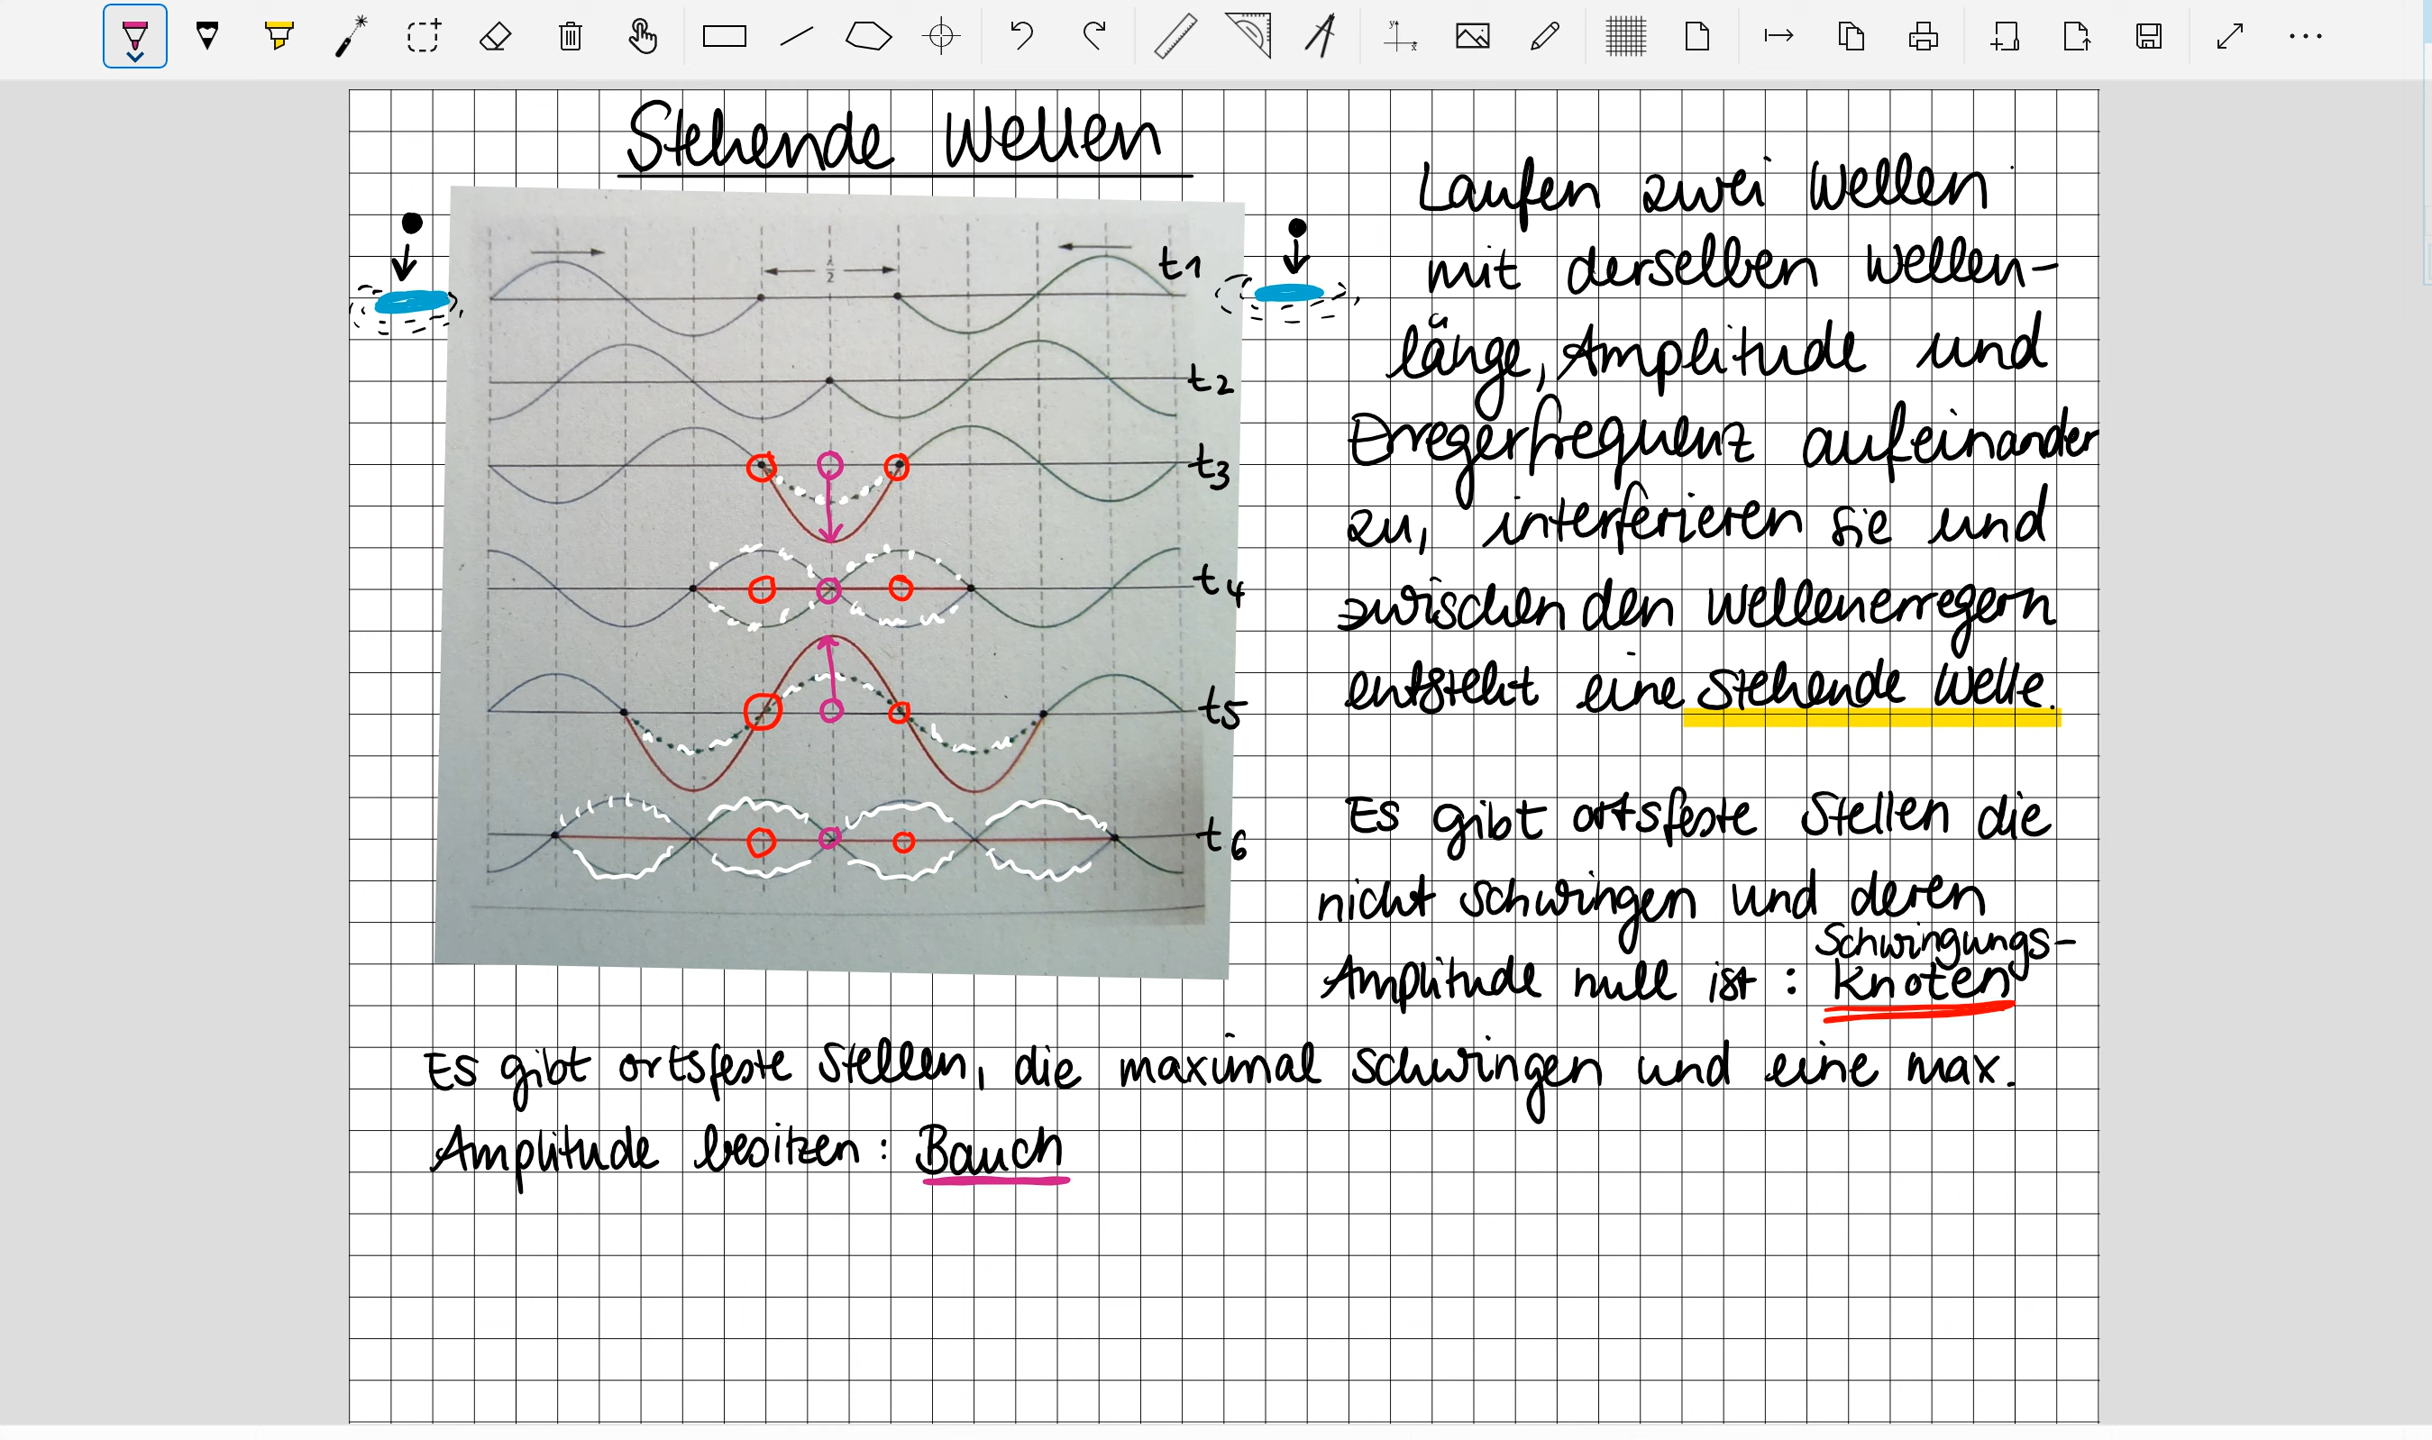 Stehende Wellen
Laufen zwei Wellen
mit derselben Wellen-
länge, Amplitude und
Erregerfrequenz aufeinander
zu, interferieren sie und
zwischen den Wellenerregern
entsteht eine stehende Welle.
Es gibt ortsfeste Stellen die
nicht schwingen und deren
Schwingungs-
Amplitude null ist: Knoten
λ/2
t1
t2
t3
t4
t5
t6
Es gibt ortsfeste Stellen, die maximal schwingen und eine max.
Amplitude besitzen: Bauch